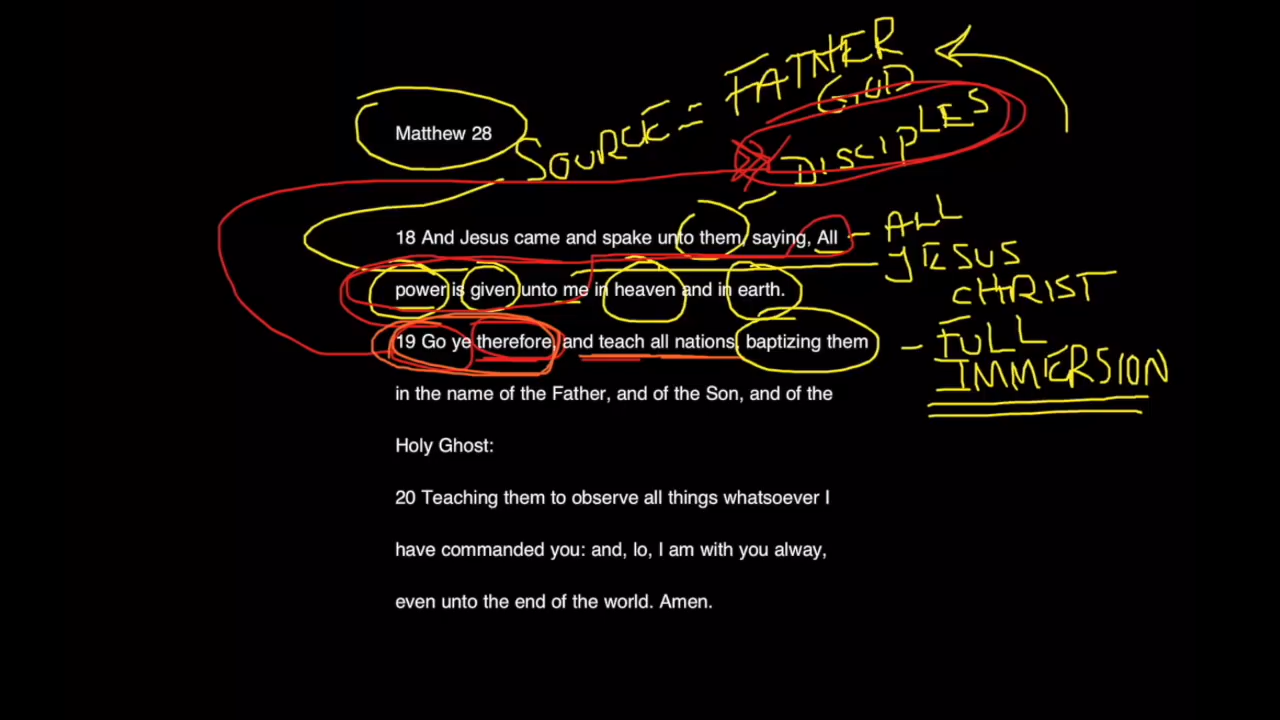 SOURCE = FATHER
GOD
DISCIPLES
Matthew 28
18 And Jesus came and spake unto them, saying, All
- ALL
JESUS
CHRIST
power is given unto me in heaven and in earth.
19 Go ye therefore, and teach all nations, baptizing them
- FULL
IMMERSION
in the name of the Father, and of the Son, and of the
Holy Ghost:
20 Teaching them to observe all things whatsoever I
have commanded you: and, lo, I am with you alway,
even unto the end of the world. Amen.